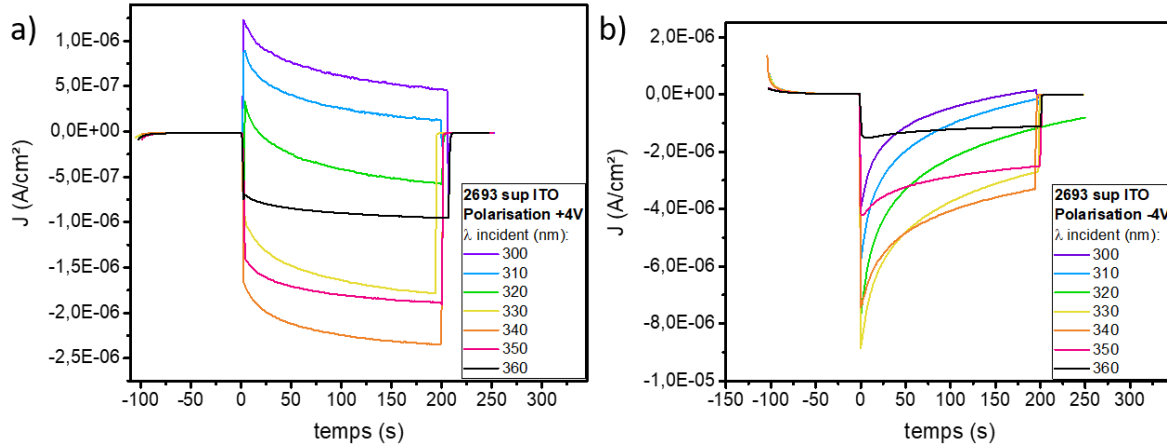 a)
J (A/cm²)
1,0E-06
5,0E-07
0,0E+00
-5,0E-07
-1,0E-06
-1,5E-06
-2,0E-06
-2,5E-06
-100 -50 0 50 100 150 200 250 300
temps (s)
2693 sup ITO
Polarisation +4V
λ incident (nm):
300
310
320
330
340
350
360
b)
J (A/cm²)
2,0E-06
0,0E+00
-2,0E-06
-4,0E-06
-6,0E-06
-8,0E-06
-1,0E-05
-150 -100 -50 0 50 100 150 200 250 300
temps (s)
2693 sup ITO
Polarisation -4V
λ incident (nm):
300
310
320
330
340
350
360